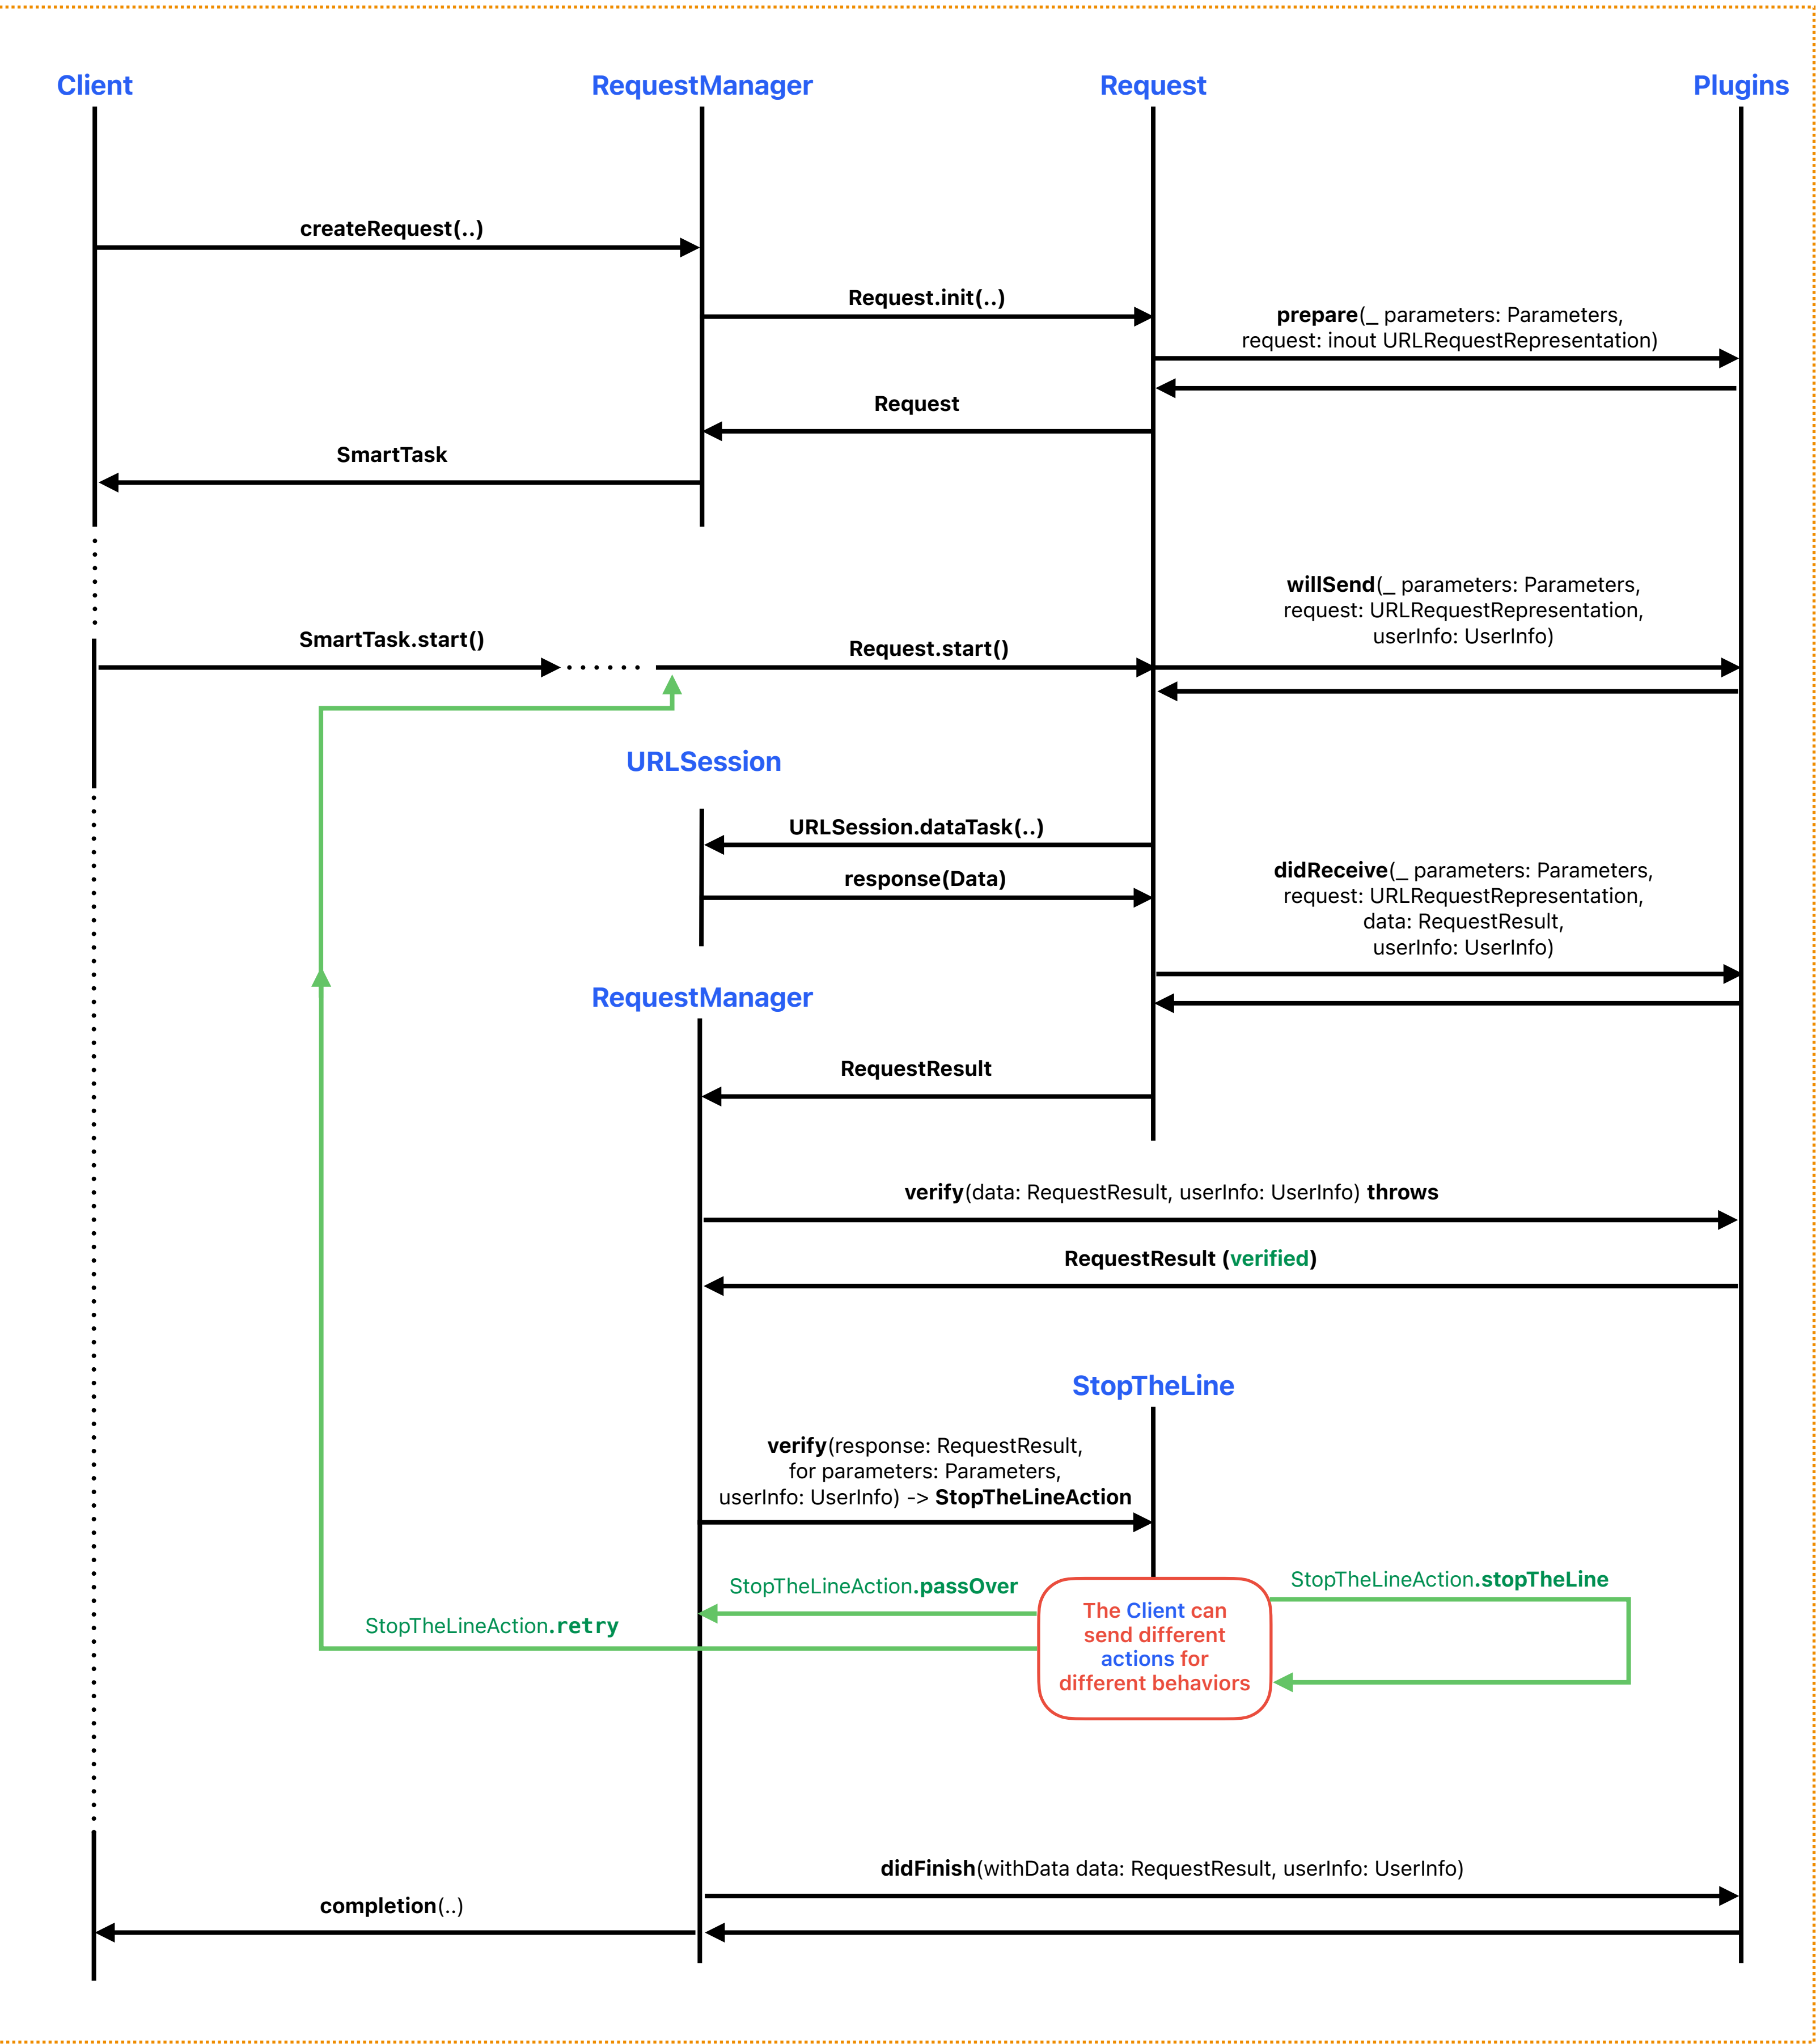 Client
RequestManager
Request
Plugins
createRequest(..)
Request.init(..)
prepare(_ parameters: Parameters,
request: inout URLRequestRepresentation)
Request
SmartTask
willSend(_ parameters: Parameters,
request: URLRequestRepresentation,
userInfo: UserInfo)
SmartTask.start()
Request.start()
URLSession
URLSession.dataTask(..)
response(Data)
didReceive(_ parameters: Parameters,
request: URLRequestRepresentation,
data: RequestResult,
userInfo: UserInfo)
RequestManager
RequestResult
verify(data: RequestResult, userInfo: UserInfo) throws
RequestResult (verified)
StopTheLine
verify(response: RequestResult,
for parameters: Parameters,
userInfo: UserInfo) -> StopTheLineAction
StopTheLineAction.passOver
StopTheLineAction.stopTheLine
StopTheLineAction.retry
The Client can
send different
actions for
different behaviors
didFinish(withData data: RequestResult, userInfo: UserInfo)
completion(..)